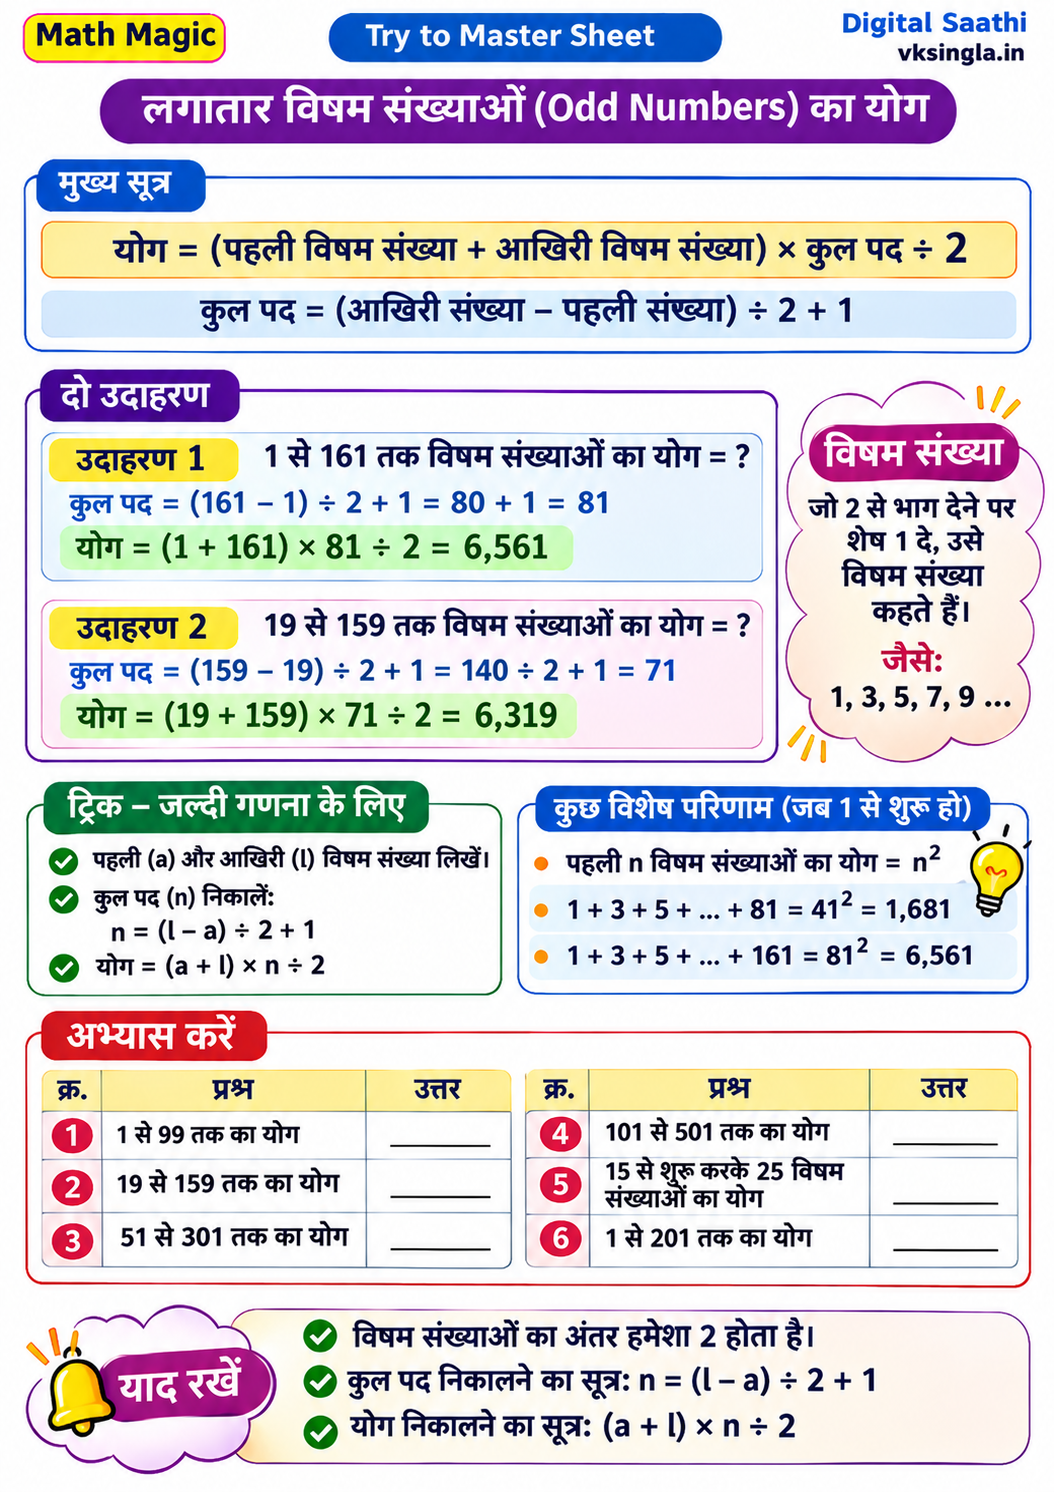 Math Magic
Try to Master Sheet
Digital Saathi
vksingla.in
लगातार विषम संख्याओं (Odd Numbers) का योग
मुख्य सूत्र
योग = (पहली विषम संख्या + आखिरी विषम संख्या) × कुल पद ÷ 2
कुल पद = (आखिरी संख्या – पहली संख्या) ÷ 2 + 1
दो उदाहरण
उदाहरण 1
1 से 161 तक विषम संख्याओं का योग = ?
कुल पद = (161 – 1) ÷ 2 + 1 = 80 + 1 = 81
योग = (1 + 161) × 81 ÷ 2 = 6,561
उदाहरण 2
19 से 159 तक विषम संख्याओं का योग = ?
कुल पद = (159 – 19) ÷ 2 + 1 = 140 ÷ 2 + 1 = 71
योग = (19 + 159) × 71 ÷ 2 = 6,319
विषम संख्या
जो 2 से भाग देने पर
शेष 1 दे, उसे
विषम संख्या
कहते हैं।
जैसे:
1, 3, 5, 7, 9 ...
ट्रिक – जल्दी गणना के लिए
पहली (a) और आखिरी (l) विषम संख्या लिखें।
कुल पद (n) निकालें:
n = (l – a) ÷ 2 + 1
योग = (a + l) × n ÷ 2
कुछ विशेष परिणाम (जब 1 से शुरू हो)
पहली n विषम संख्याओं का योग = n²
1 + 3 + 5 + ... + 81 = 41² = 1,681
1 + 3 + 5 + ... + 161 = 81² = 6,561
अभ्यास करें
क्र. प्रश्न उत्तर
1 1 से 99 तक का योग
2 19 से 159 तक का योग
3 51 से 301 तक का योग
क्र. प्रश्न उत्तर
4 101 से 501 तक का योग
5 15 से शुरू करके 25 विषम
संख्याओं का योग
6 1 से 201 तक का योग
याद रखें
विषम संख्याओं का अंतर हमेशा 2 होता है।
कुल पद निकालने का सूत्र: n = (l – a) ÷ 2 + 1
योग निकालने का सूत्र: (a + l) × n ÷ 2